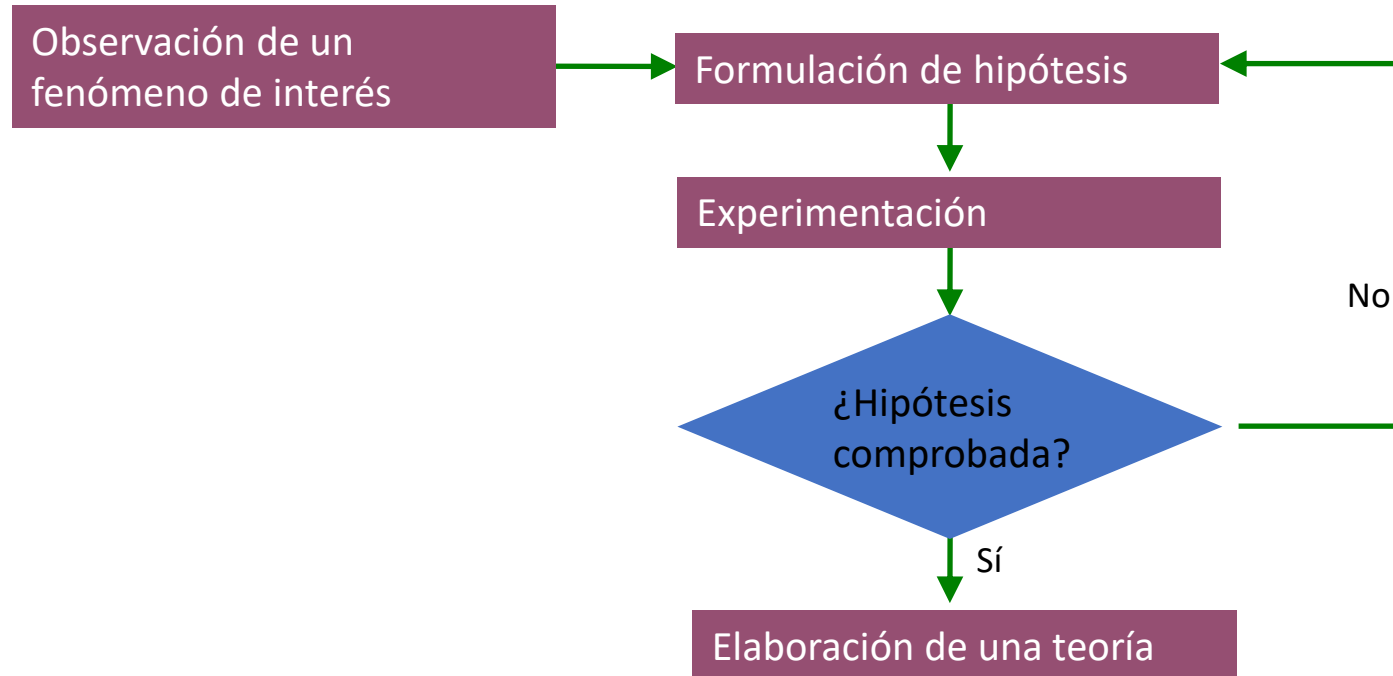 Observación de un
fenómeno de interés
Formulación de hipótesis
Experimentación
No
¿Hipótesis
comprobada?
Sí
Elaboración de una teoría